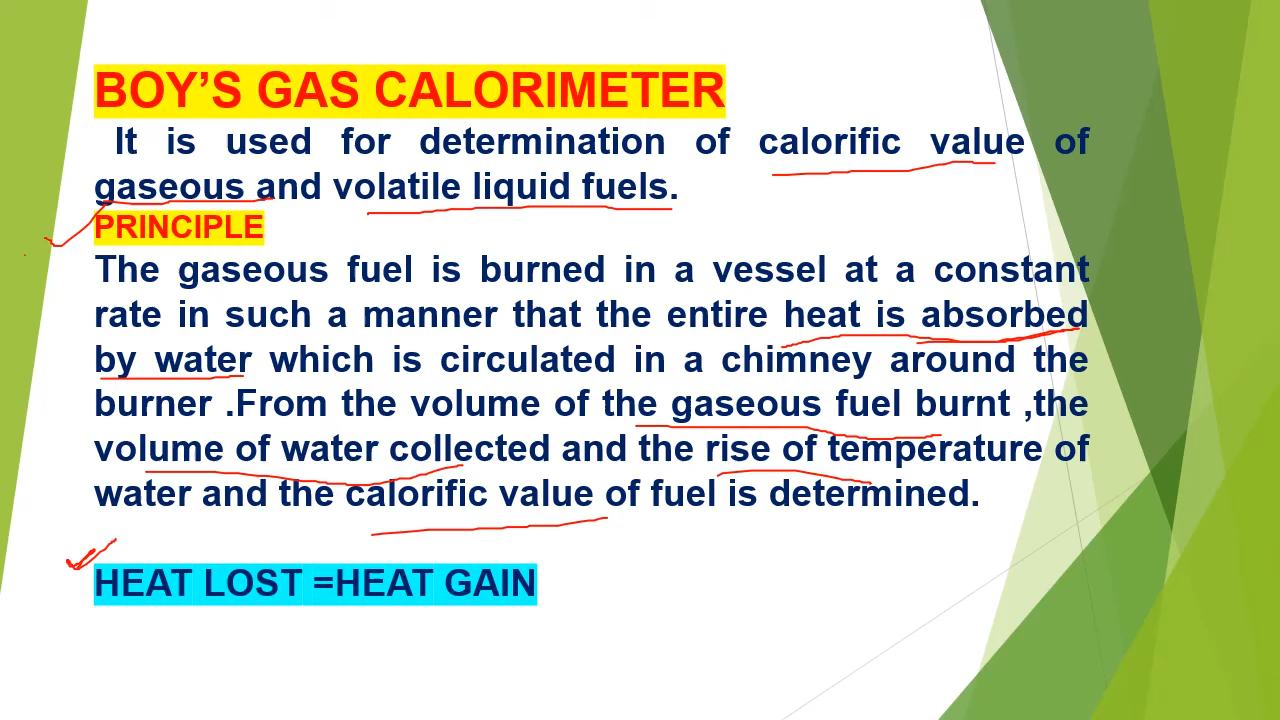 BOY’S GAS CALORIMETER
It is used for determination of calorific value of
gaseous and volatile liquid fuels.
PRINCIPLE
The gaseous fuel is burned in a vessel at a constant
rate in such a manner that the entire heat is absorbed
by water which is circulated in a chimney around the
burner .From the volume of the gaseous fuel burnt ,the
volume of water collected and the rise of temperature of
water and the calorific value of fuel is determined.
HEAT LOST =HEAT GAIN